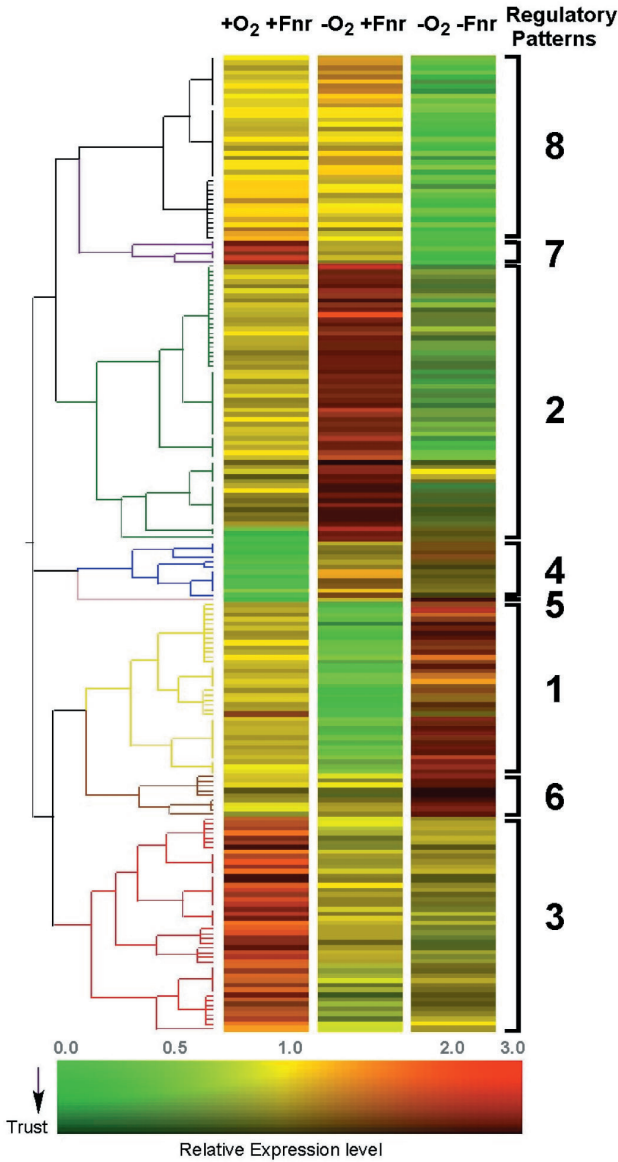 +O₂ +Fnr -O₂ +Fnr -O₂ -Fnr Regulatory Patterns
8
7
2
4
5
1
6
3
0.0 0.5 1.0 2.0 3.0
Trust
Relative Expression level